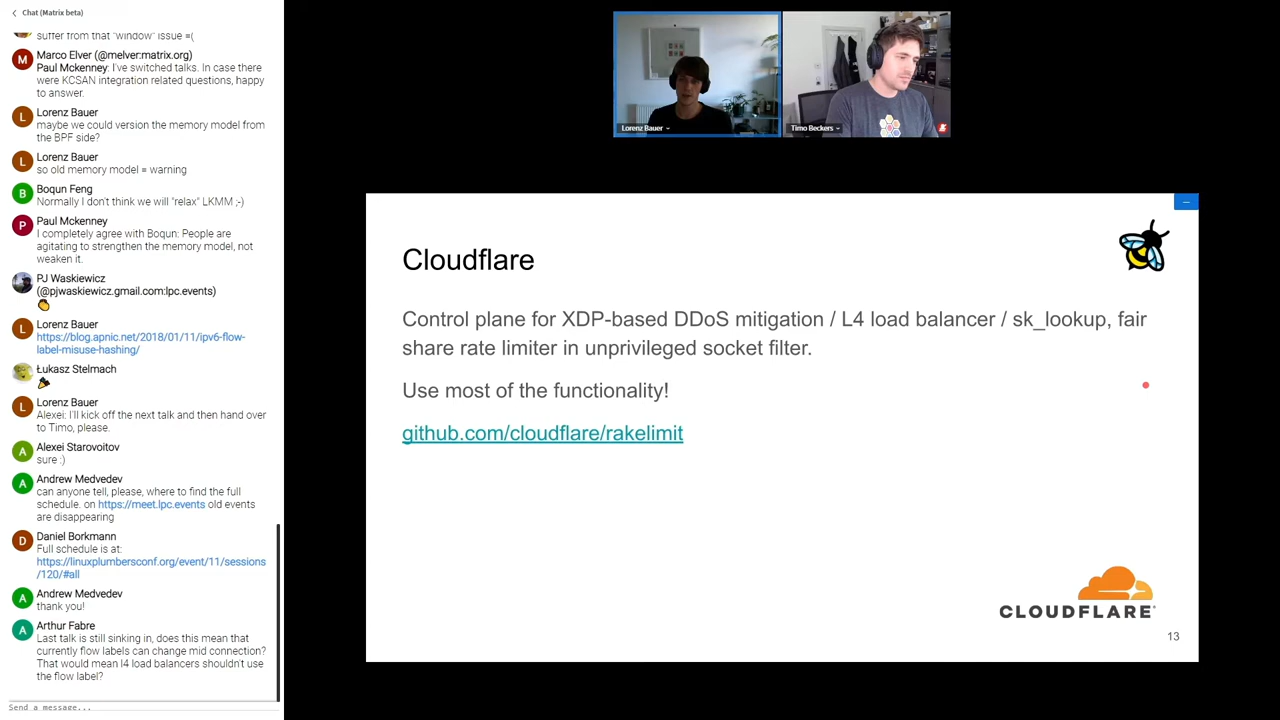 Chat (Matrix beta)
suffer from that "window" issue =(
M
Marco Elver (@melver:matrix.org)
Paul Mckenney: I've switched talks. In case there
were KCSAN integration related questions, happy
to answer.
L
Lorenz Bauer
maybe we could version the memory model from
the BPF side?
L
Lorenz Bauer
so old memory model = warning
B
Boqun Feng
Normally I don't think we will "relax" LKMM ;-)
P
Paul Mckenney
I completely agree with Boqun: People are
agitating to strengthen the memory model, not
weaken it.
PJ Waskiewicz
(@pjwaskiewicz.gmail.com:lpc.events)
L
Lorenz Bauer
https://blog.apnic.net/2018/01/11/ipv6-flow-
label-misuse-hashing/
Łukasz Stelmach
L
Lorenz Bauer
Alexei: I'll kick off the next talk and then hand over
to Timo, please.
A
Alexei Starovoitov
sure :)
A
Andrew Medvedev
can anyone tell, please, where to find the full
schedule. on https://meet.lpc.events old events
are disappearing
D
Daniel Borkmann
Full schedule is at:
https://linuxplumbersconf.org/event/11/sessions
/120/#all
A
Andrew Medvedev
thank you!
A
Arthur Fabre
Last talk is still sinking in, does this mean that
currently flow labels can change mid connection?
That would mean l4 load balancers shouldn't use
the flow label?
Send a message...
Lorenz Bauer
Timo Beckers
Cloudflare
Control plane for XDP-based DDoS mitigation / L4 load balancer / sk_lookup, fair
share rate limiter in unprivileged socket filter.
Use most of the functionality!
github.com/cloudflare/rakelimit
CLOUDFLARE
13